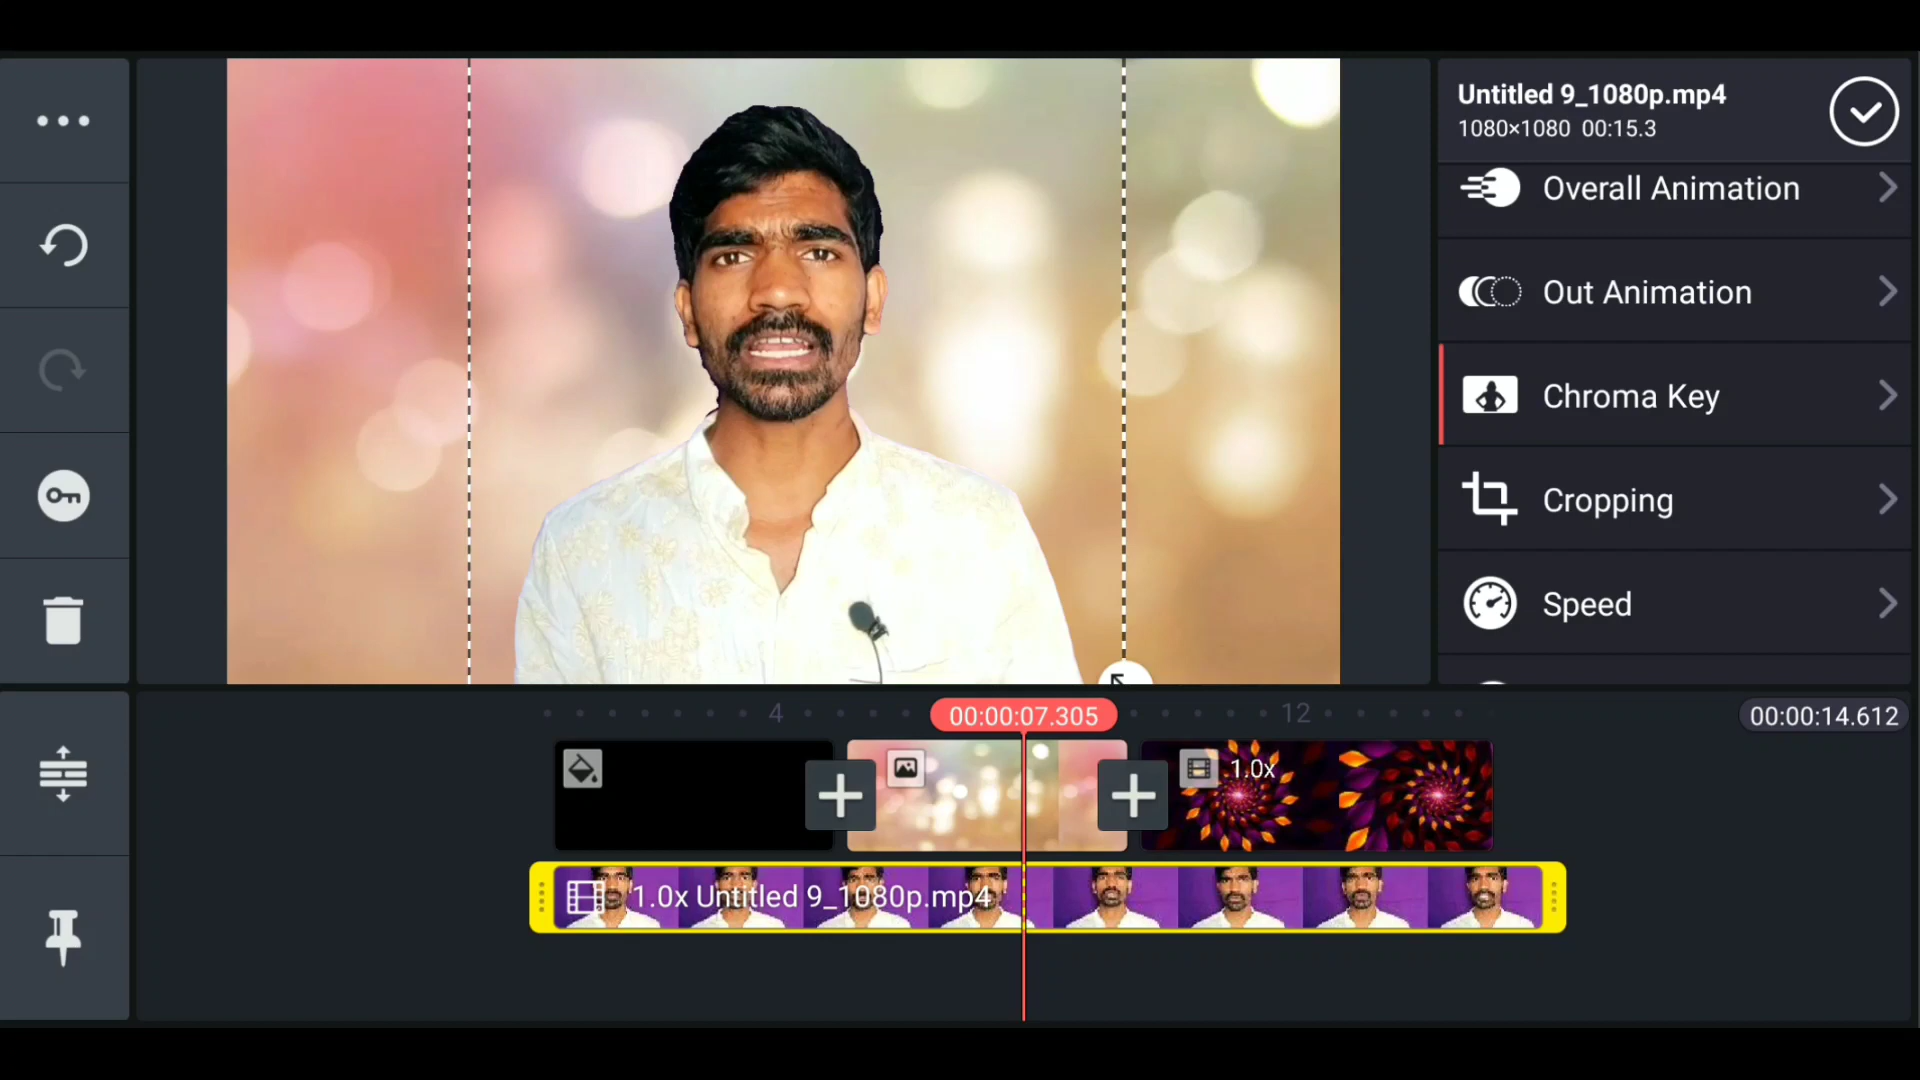 Untitled 9_1080p.mp4
1080×1080 00:15.3
Overall Animation
Out Animation
Chroma Key
Cropping
Speed
4
00:00:07.305
12
00:00:14.612
1.0x
1.0x Untitled 9_1080p.mp4